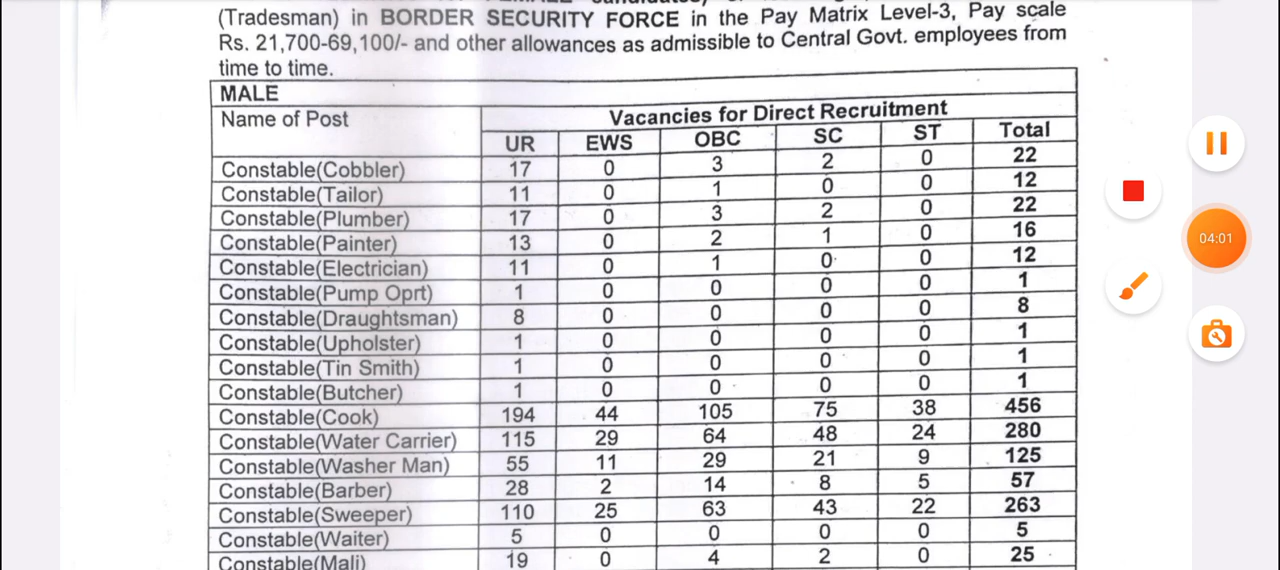 (Tradesman) in BORDER SECURITY FORCE in the Pay Matrix Level-3, Pay scale
Rs. 21,700-69,100/- and other allowances as admissible to Central Govt. employees from
time to time.
MALE
Name of Post Vacancies for Direct Recruitment
UR EWS OBC SC ST Total
Constable(Cobbler) 17 0 3 2 0 22
Constable(Tailor) 11 0 1 0 0 12
Constable(Plumber) 17 0 3 2 0 22
Constable(Painter) 13 0 2 1 0 16
Constable(Electrician) 11 0 1 0 0 12
Constable(Pump Oprt) 1 0 0 0 0 1
Constable(Draughtsman) 8 0 0 0 0 8
Constable(Upholster) 1 0 0 0 0 1
Constable(Tin Smith) 1 0 0 0 0 1
Constable(Butcher) 1 0 0 0 0 1
Constable(Cook) 194 44 105 75 38 456
Constable(Water Carrier) 115 29 64 48 24 280
Constable(Washer Man) 55 11 29 21 9 125
Constable(Barber) 28 2 14 8 5 57
Constable(Sweeper) 110 25 63 43 22 263
Constable(Waiter) 5 0 0 0 0 5
Constable(Mali) 19 0 4 2 0 25
04:01